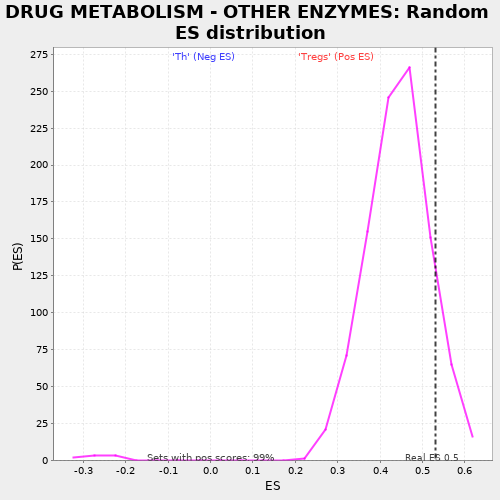 DRUG METABOLISM - OTHER ENZYMES: Random
ES distribution
'Th' (Neg ES)
'Tregs' (Pos ES)
P(ES)
275
250
225
200
175
150
125
100
75
50
25
0
Sets with pos scores: 99%
Real ES 0.5
-0.3 -0.2 -0.1 0.0 0.1 0.2 0.3 0.4 0.5 0.6
ES